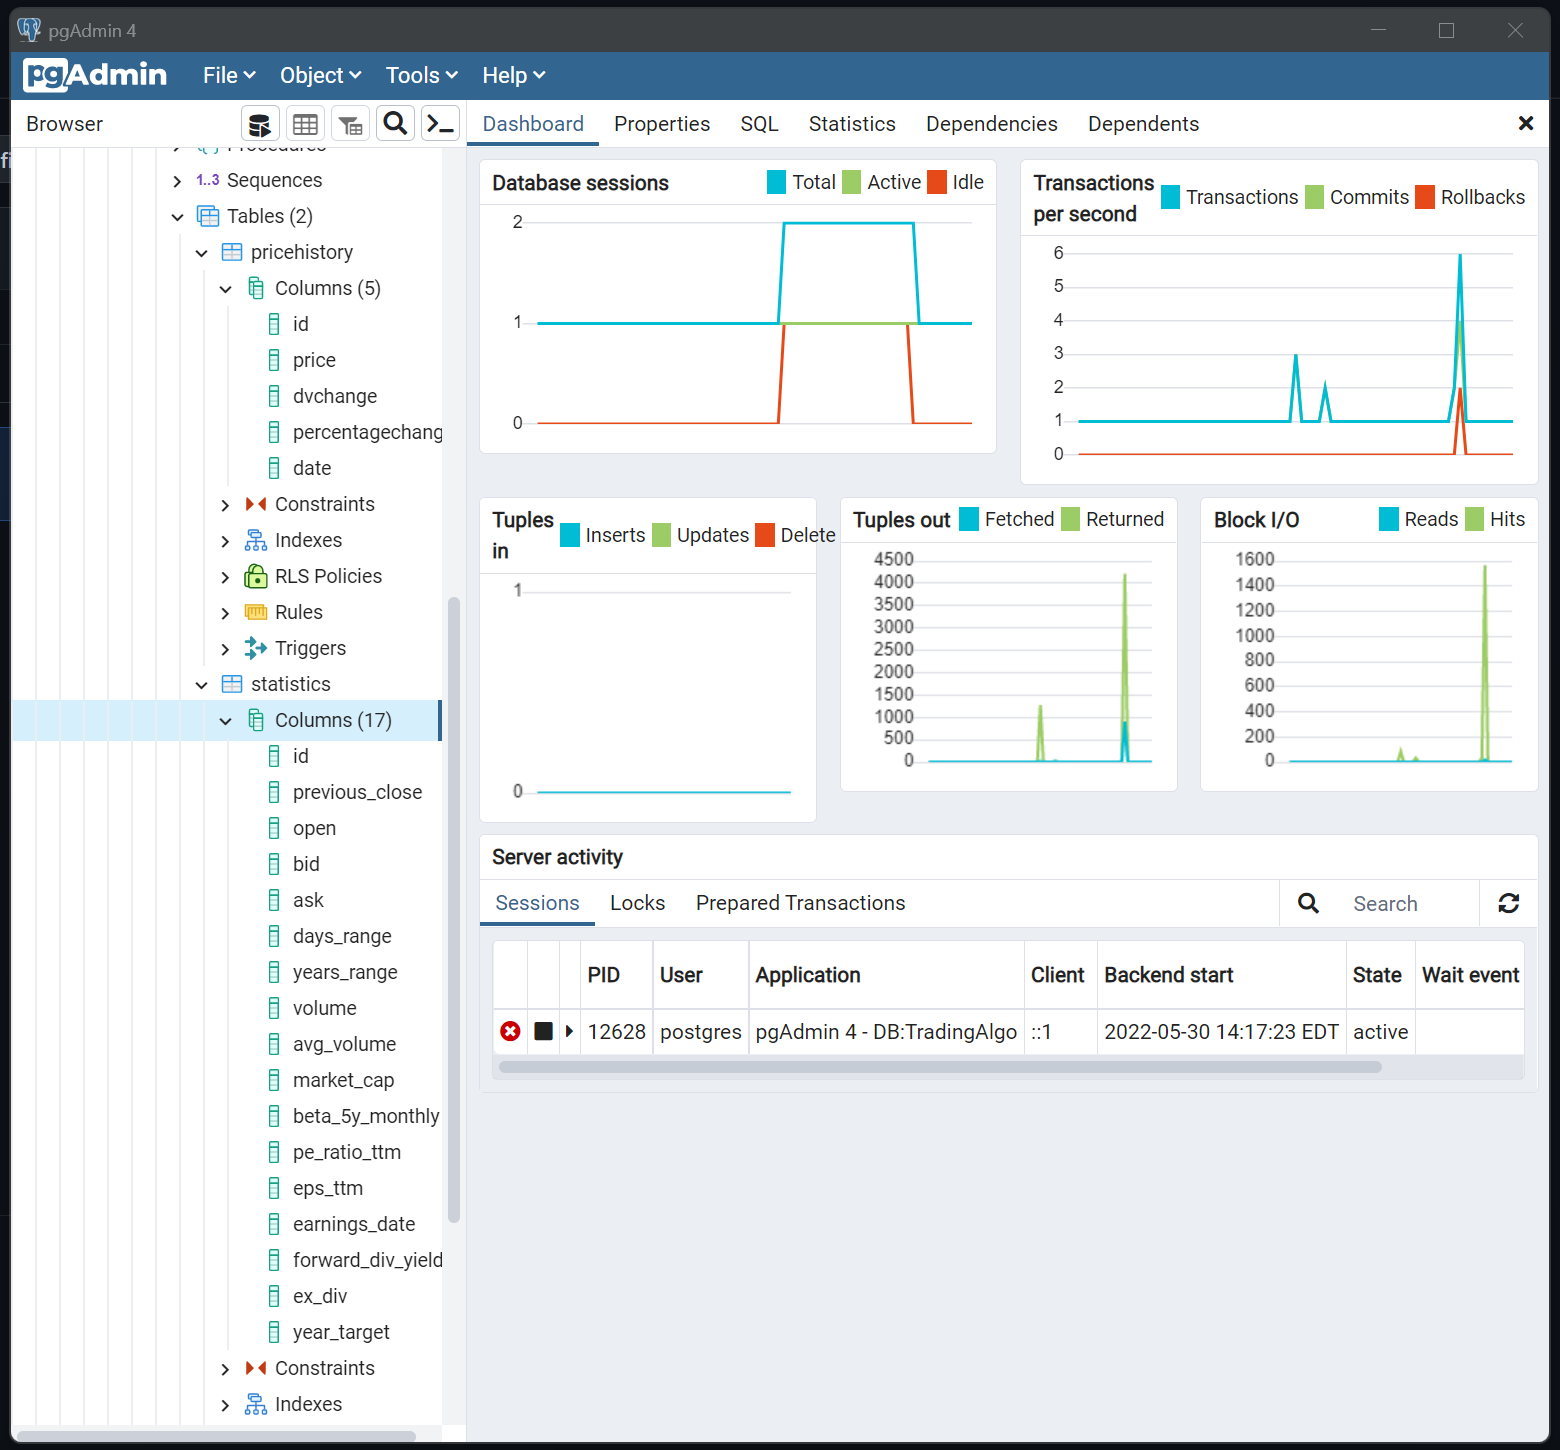 pgAdmin 4
pgAdmin File Object Tools Help
Browser
Dashboard Properties SQL Statistics Dependencies Dependents
fi
Procedures
1..3 Sequences
Tables (2)
pricehistory
Columns (5)
id
price
dvchange
percentagechang
date
Constraints
Indexes
RLS Policies
Rules
Triggers
statistics
Columns (17)
id
previous_close
open
bid
ask
days_range
years_range
volume
avg_volume
market_cap
beta_5y_monthly
pe_ratio_ttm
eps_ttm
earnings_date
forward_div_yield
ex_div
year_target
Constraints
Indexes
Database sessions Total Active Idle
2
1
0
Transactions
per second
Transactions Commits Rollbacks
6
5
4
3
2
1
0
Tuples
in
Inserts Updates Delete
1
0
Tuples out Fetched Returned
4500
4000
3500
3000
2500
2000
1500
1000
500
0
Block I/O Reads Hits
1600
1400
1200
1000
800
600
400
200
0
Server activity
Sessions Locks Prepared Transactions Search
PID User Application Client Backend start State Wait event
12628 postgres pgAdmin 4 - DB:TradingAlgo ::1 2022-05-30 14:17:23 EDT active